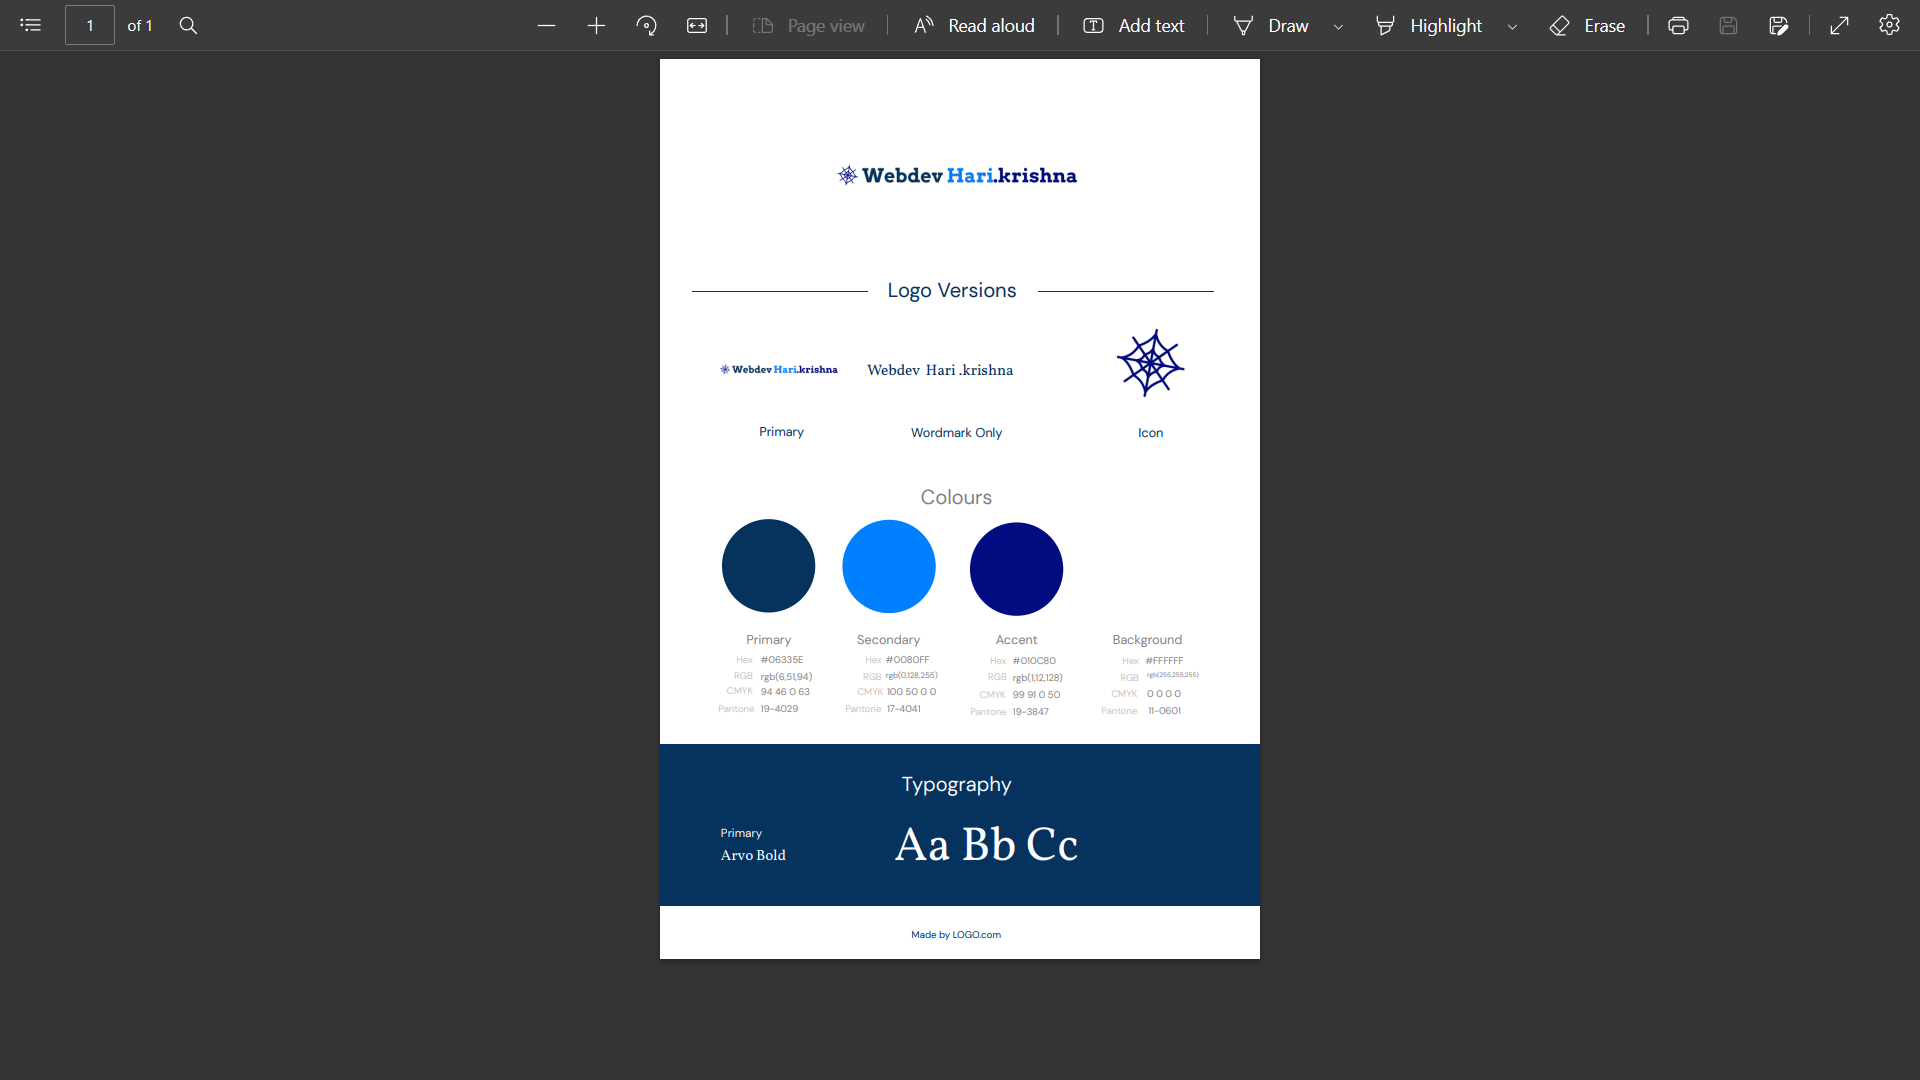 1 of 1 Page view Read aloud Add text Draw Highlight Erase
Webdev Hari.krishna
Logo Versions
Webdev Hari.krishna Webdev Hari .krishna
Primary Wordmark Only Icon
Colours
Primary Secondary Accent Background
Hex #06335E Hex #0080FF Hex #010C80 Hex #FFFFFF
RGB rgb(6,51,94) RGB rgb(0,128,255) RGB rgb(1,12,128) RGB rgb(255,255,255)
CMYK 94 46 0 63 CMYK 100 50 0 0 CMYK 99 91 0 50 CMYK 0 0 0 0
Pantone 19-4029 Pantone 17-4041 Pantone 19-3847 Pantone 11-0601
Typography
Primary
Arvo Bold
Aa Bb Cc
Made by LOGO.com